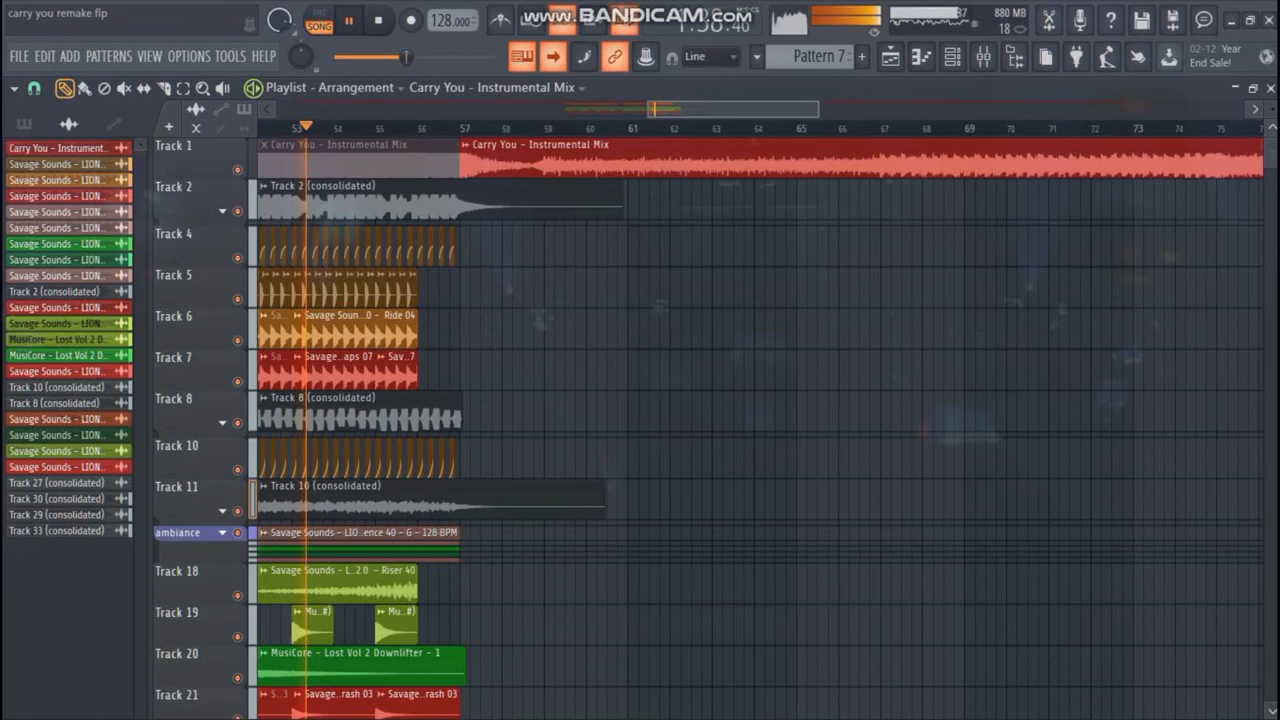 carry you remake.flp
PAT
SONG
128.000
www.BANDICAM.com
880 MB
18
FILE EDIT ADD PATTERNS VIEW OPTIONS TOOLS HELP
Line
Pattern 7
02-12 Year
End Sale!
Playlist - Arrangement
Carry You - Instrumental Mix
53 54 55 56 57 58 59 60 61 62 63 64 65 66 67 68 69 70 71 72 73 74 75
Carry You - Instrument..
Savage Sounds - LION..
Savage Sounds - LION..
Savage Sounds - LION..
Savage Sounds - LION..
Savage Sounds - LION..
Savage Sounds - LION..
Savage Sounds - LION..
Savage Sounds - LION..
Track 2 (consolidated)
Savage Sounds - LION..
Savage Sounds - LION..
MusiCore - Lost Vol 2 D..
MusiCore - Lost Vol 2 D..
Savage Sounds - LION..
Track 10 (consolidated)
Track 8 (consolidated)
Savage Sounds - LION..
Savage Sounds - LION..
Savage Sounds - LION..
Savage Sounds - LION..
Track 27 (consolidated)
Track 30 (consolidated)
Track 29 (consolidated)
Track 33 (consolidated)
Track 1
Carry You - Instrumental Mix
Carry You - Instrumental Mix
Track 2
Track 2 (consolidated)
Track 4
Track 5
Track 6
Sa..
Savage Soun...0 - Ride 04
Track 7
Sa..
Savage..aps 07
Sav..7
Track 8
Track 8 (consolidated)
Track 10
Track 11
Track 10 (consolidated)
ambiance
Savage Sounds - LIO..ence 40 - G - 128 BPM
Track 18
Savage Sounds - L...2.0 - Riser 40
Track 19
Mu..#)
Mu..#)
Track 20
MusiCore - Lost Vol 2 Downlifter - 1
Track 21
S..3
Savage..rash 03
Savage..rash 03